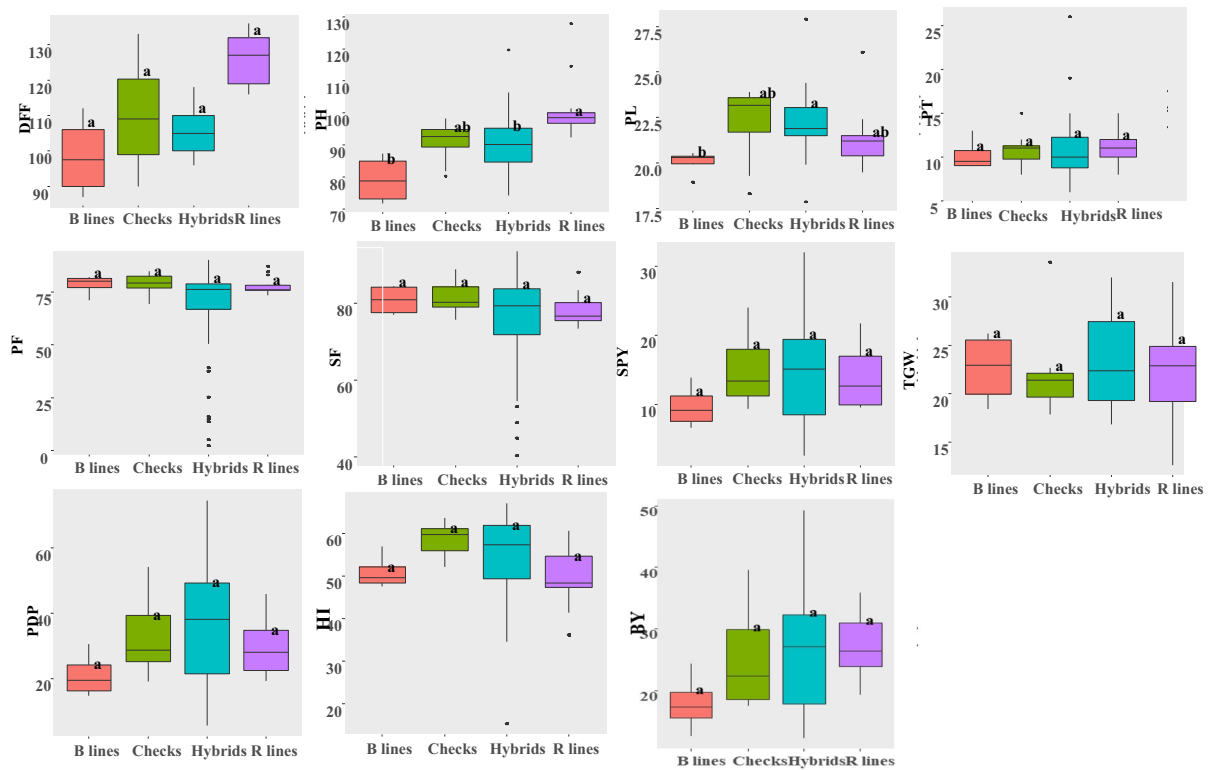 DFF
130
120
110
100
90
a
a
a
a
B lines Checks Hybrids R lines
PH
130
120
110
100
90
80
70
b
ab
b
a
B lines Checks Hybrids R lines
PL
27.5
25.0
22.5
20.0
17.5
b
ab
a
ab
B lines Checks Hybrids R lines
PT
25
20
15
10
5
a
a
a
a
B lines Checks Hybrids R lines
PF
75
50
25
0
a
a
a
a
B lines Checks Hybrids R lines
SF
80
60
40
a
a
a
a
B lines Checks Hybrids R lines
SPY
30
20
10
a
a
a
a
B lines Checks Hybrids R lines
TGW
30
25
20
15
a
a
a
a
B lines Checks Hybrids R lines
PDP
60
40
20
a
a
a
a
B lines Checks Hybrids R lines
HI
60
50
40
30
20
a
a
a
a
B lines Checks Hybrids R lines
BY
50
40
30
20
a
a
a
a
B lines Checks Hybrids R lines